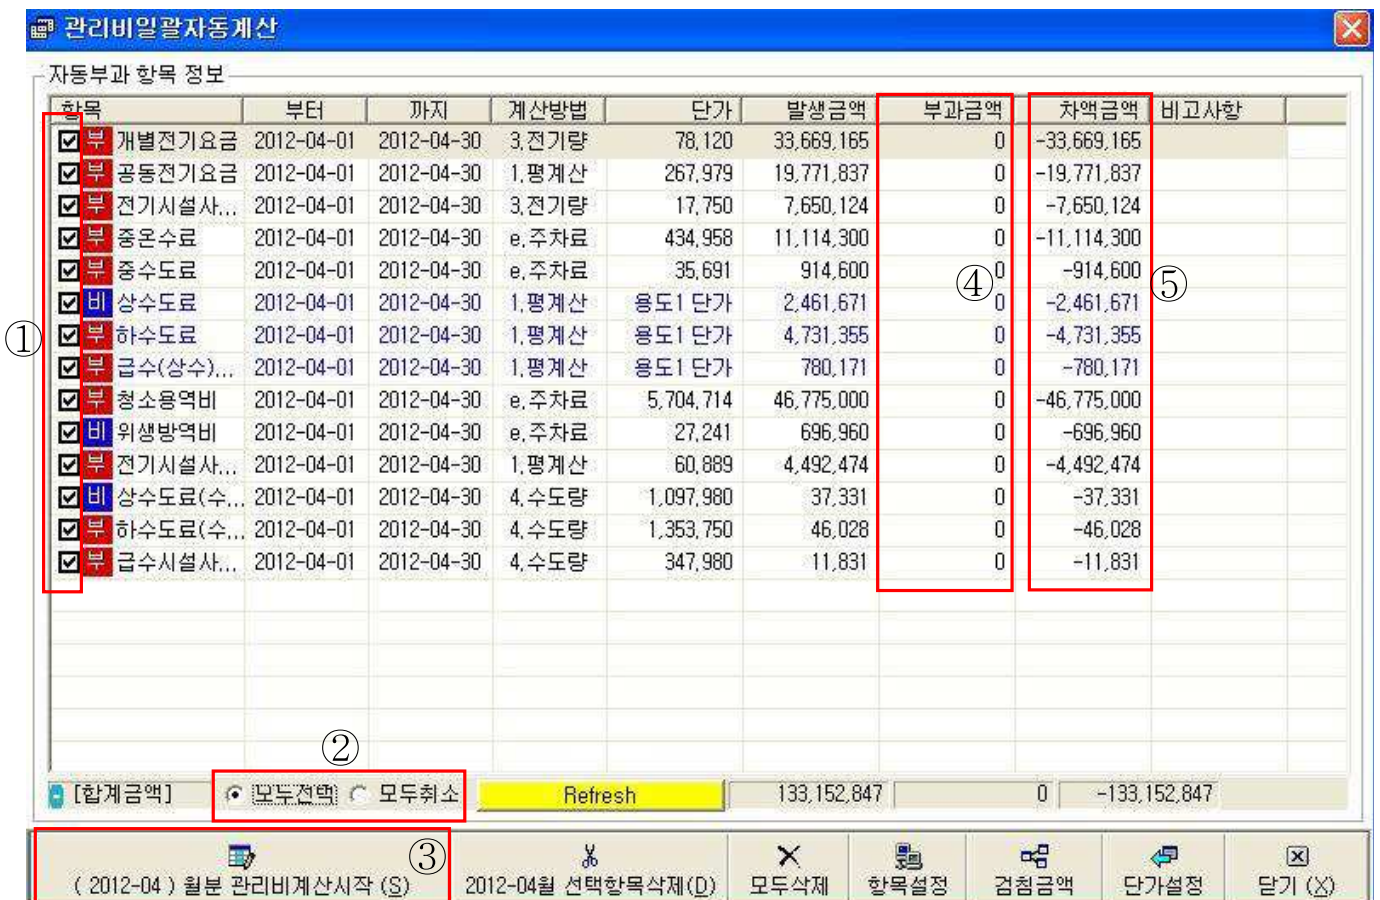 관리비일괄자동계산
자동부과 항목 정보
항목 부터 까지 계산방법 단가 발생금액 부과금액 차액금액 비고사항
부 개별전기요금 2012-04-01 2012-04-30 3.전기량 78,120 33,669,165 0 -33,669,165
부 공동전기요금 2012-04-01 2012-04-30 1.평계산 267,979 19,771,837 0 -19,771,837
부 전기시설사... 2012-04-01 2012-04-30 3.전기량 17,750 7,650,124 0 -7,650,124
부 중온수료 2012-04-01 2012-04-30 e.주차료 434,958 11,114,300 0 -11,114,300
부 중수도료 2012-04-01 2012-04-30 e.주차료 35,691 914,600 ④ 0 -914,600 ⑤
비 상수도료 2012-04-01 2012-04-30 1.평계산 용도1 단가 2,461,671 0 -2,461,671
① 부 하수도료 2012-04-01 2012-04-30 1.평계산 용도1 단가 4,731,355 0 -4,731,355
부 급수(상수)... 2012-04-01 2012-04-30 1.평계산 용도1 단가 780,171 0 -780,171
부 청소용역비 2012-04-01 2012-04-30 e.주차료 5,704,714 46,775,000 0 -46,775,000
비 위생방역비 2012-04-01 2012-04-30 e.주차료 27,241 696,960 0 -696,960
부 전기시설사... 2012-04-01 2012-04-30 1.평계산 60,889 4,492,474 0 -4,492,474
비 상수도료(수... 2012-04-01 2012-04-30 4.수도량 1,097,980 37,331 0 -37,331
부 하수도료(수... 2012-04-01 2012-04-30 4.수도량 1,353,750 46,028 0 -46,028
부 급수시설사... 2012-04-01 2012-04-30 4.수도량 347,980 11,831 0 -11,831
②
[합계금액] 모두선택 모두취소 Refresh 133,152,847 0 -133,152,847
③
( 2012-04 ) 월분 관리비계산시작 (S) 2012-04월 선택항목삭제(D) 모두삭제 항목설정 검침금액 단가설정 닫기 (X)